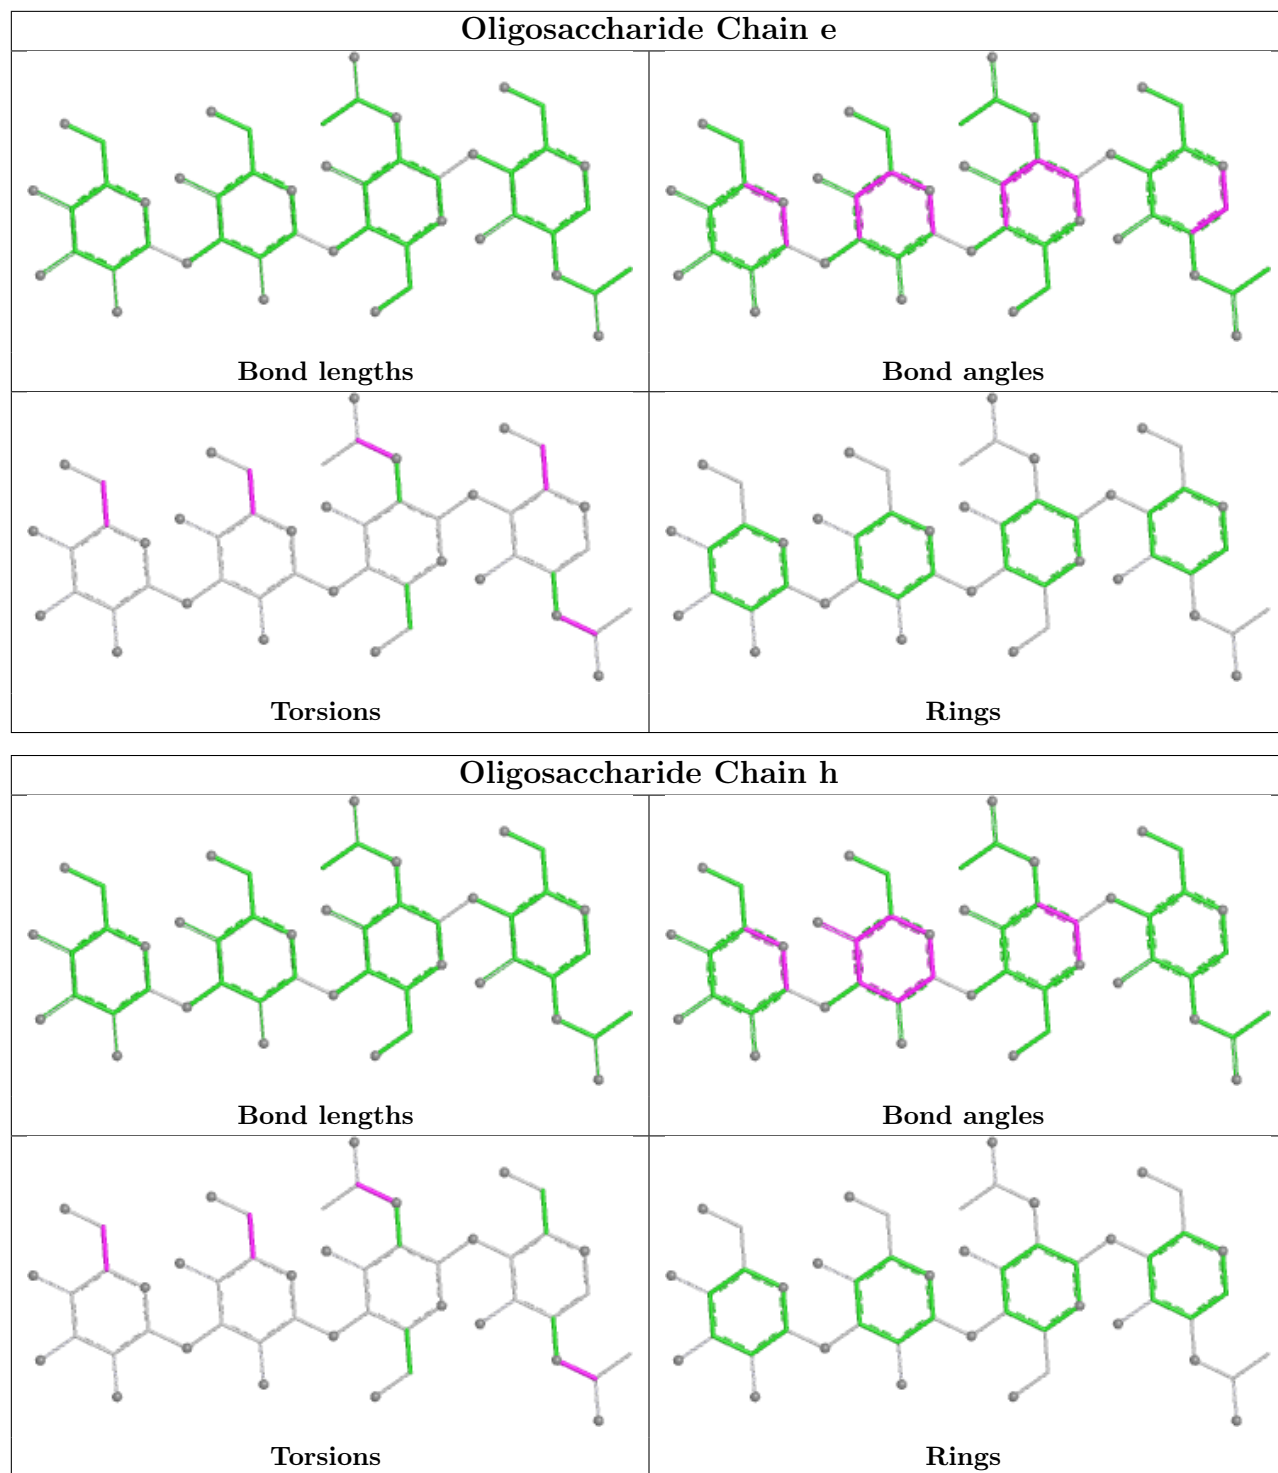 Oligosaccharide Chain e
Bond lengths
Bond angles
Torsions
Rings
Oligosaccharide Chain h
Bond lengths
Bond angles
Torsions
Rings